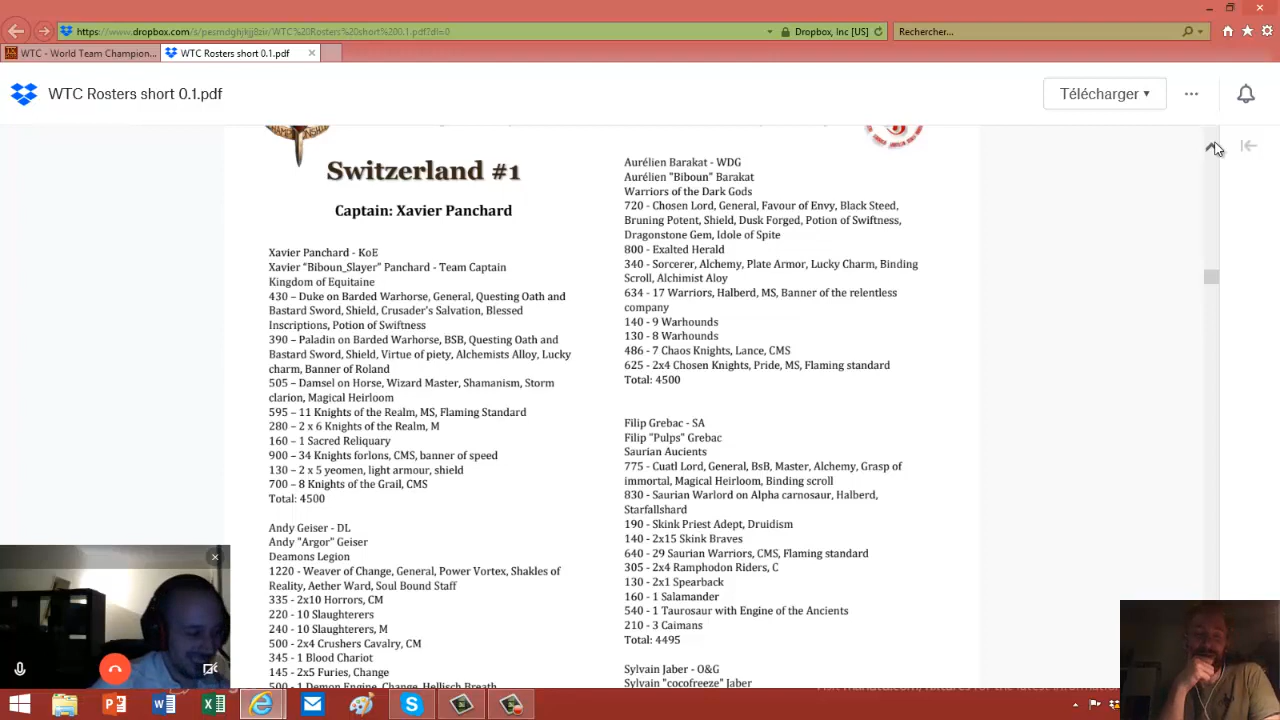 https://www.dropbox.com/s/pesmdghjkjj8zir/WTC%20Rosters%20short%200.1.pdf?dl=0
Dropbox, Inc [US]
Rechercher...
WTC - World Team Champion...
WTC Rosters short 0.1.pdf
WTC Rosters short 0.1.pdf
Télécharger
Switzerland #1
Captain: Xavier Panchard
Xavier Panchard - KoE
Xavier "Biboun_Slayer" Panchard - Team Captain
Kingdom of Equitaine
430 – Duke on Barded Warhorse, General, Questing Oath and
Bastard Sword, Shield, Crusader's Salvation, Blessed
Inscriptions, Potion of Swiftness
390 – Paladin on Barded Warhorse, BSB, Questing Oath and
Bastard Sword, Shield, Virtue of piety, Alchemists Alloy, Lucky
charm, Banner of Roland
505 – Damsel on Horse, Wizard Master, Shamanism, Storm
clarion, Magical Heirloom
595 – 11 Knights of the Realm, MS, Flaming Standard
280 – 2 x 6 Knights of the Realm, M
160 – 1 Sacred Reliquary
900 – 34 Knights forlons, CMS, banner of speed
130 – 2 x 5 yeomen, light armour, shield
700 – 8 Knights of the Grail, CMS
Total: 4500
Andy Geiser - DL
Andy "Argor" Geiser
Deamons Legion
1220 - Weaver of Change, General, Power Vortex, Shakles of
Reality, Aether Ward, Soul Bound Staff
335 - 2x10 Horrors, CM
220 - 10 Slaughterers
240 - 10 Slaughterers, M
500 - 2x4 Crushers Cavalry, CM
345 - 1 Blood Chariot
145 - 2x5 Furies, Change
500 - 1 Demon Engine, Change, Hellisch Breath
Aurélien Barakat - WDG
Aurélien "Biboun" Barakat
Warriors of the Dark Gods
720 - Chosen Lord, General, Favour of Envy, Black Steed,
Bruning Potent, Shield, Dusk Forged, Potion of Swiftness,
Dragonstone Gem, Idole of Spite
800 - Exalted Herald
340 - Sorcerer, Alchemy, Plate Armor, Lucky Charm, Binding
Scroll, Alchimist Aloy
634 - 17 Warriors, Halberd, MS, Banner of the relentless
company
140 - 9 Warhounds
130 - 8 Warhounds
486 - 7 Chaos Knights, Lance, CMS
625 - 2x4 Chosen Knights, Pride, MS, Flaming standard
Total: 4500
Filip Grebac - SA
Filip "Pulps" Grebac
Saurian Aucients
775 - Cuatl Lord, General, BsB, Master, Alchemy, Grasp of
immortal, Magical Heirloom, Binding scroll
830 - Saurian Warlord on Alpha carnosaur, Halberd,
Starfallshard
190 - Skink Priest Adept, Druidism
140 - 2x15 Skink Braves
640 - 29 Saurian Warriors, CMS, Flaming standard
305 - 2x4 Ramphodon Riders, C
130 - 2x1 Spearback
160 - 1 Salamander
540 - 1 Taurosaur with Engine of the Ancients
210 - 3 Caimans
Total: 4495
Sylvain Jaber - O&G
Sylvain "cocofreeze" Jaber